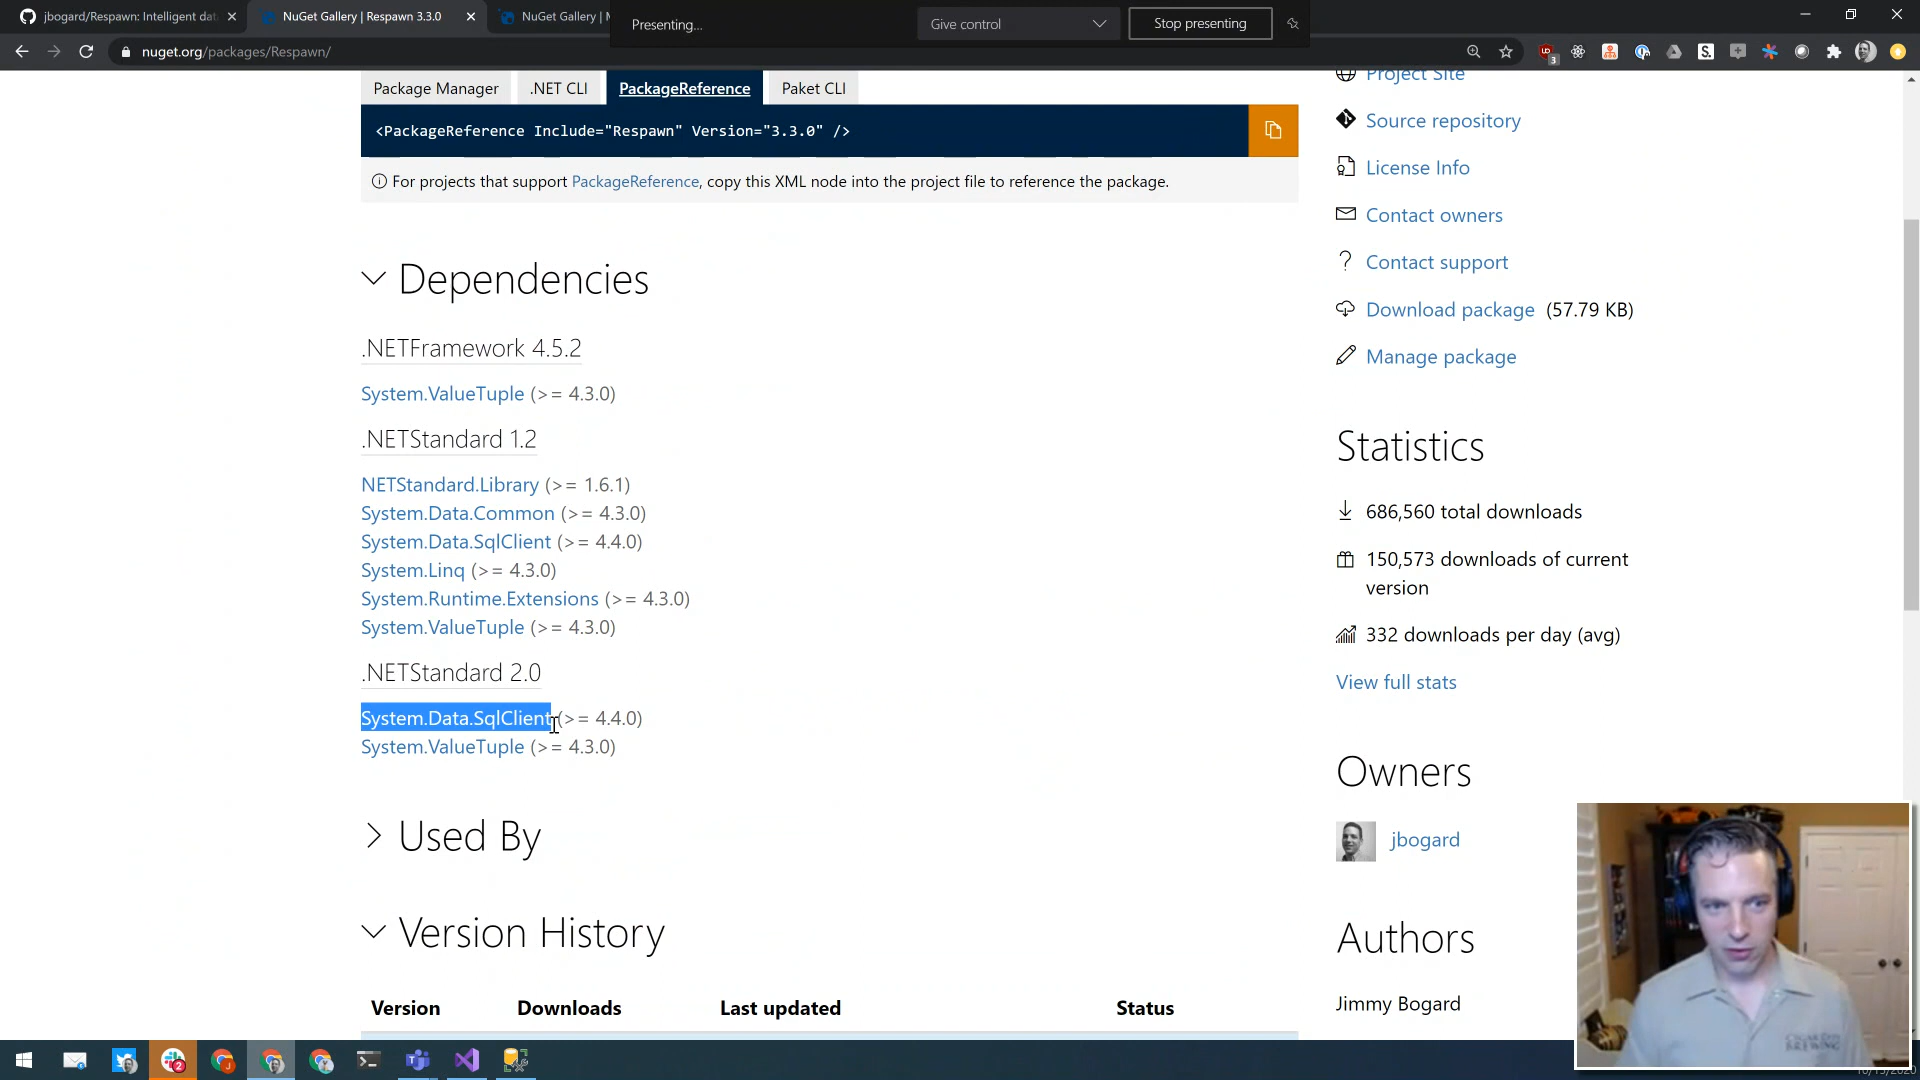 jbogard/Respawn: Intelligent dat
NuGet Gallery | Respawn 3.3.0
NuGet Gallery |
Presenting...
Give control
Stop presenting
nuget.org/packages/Respawn/
3
Package Manager
.NET CLI
PackageReference
Paket CLI
<PackageReference Include="Respawn" Version="3.3.0" />
For projects that support PackageReference, copy this XML node into the project file to reference the package.
Dependencies
.NETFramework 4.5.2
System.ValueTuple (>= 4.3.0)
.NETStandard 1.2
NETStandard.Library (>= 1.6.1)
System.Data.Common (>= 4.3.0)
System.Data.SqlClient (>= 4.4.0)
System.Linq (>= 4.3.0)
System.Runtime.Extensions (>= 4.3.0)
System.ValueTuple (>= 4.3.0)
.NETStandard 2.0
System.Data.SqlClient (>= 4.4.0)
System.ValueTuple (>= 4.3.0)
Used By
Version History
Version Downloads Last updated Status
Project Site
Source repository
License Info
Contact owners
Contact support
Download package (57.79 KB)
Manage package
Statistics
686,560 total downloads
150,573 downloads of current
version
332 downloads per day (avg)
View full stats
Owners
jbogard
Authors
Jimmy Bogard
2